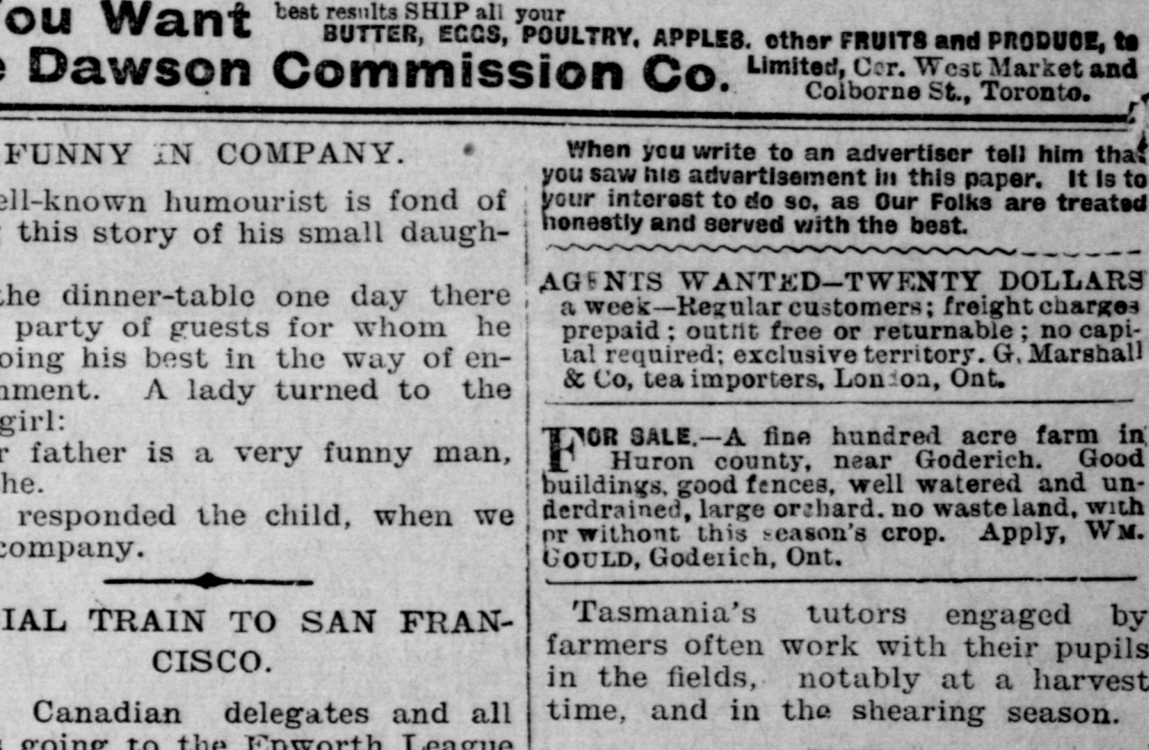 ou Want best results SHIP all your
BUTTER, EGGS, POULTRY, APPLES, other FRUITS and PRODUCE, to
e Dawson Commission Co. Limited, Cor. West Market and
Colborne St., Toronto.
FUNNY IN COMPANY.
ell-known humourist is fond of
this story of his small daugh-
the dinner-table one day there
party of guests for whom he
oing his best in the way of en-
nment. A lady turned to the
girl:
r father is a very funny man,
he.
responded the child, when we
company.
IAL TRAIN TO SAN FRAN-
CISCO.
Canadian delegates and all
going to the Epworth League
When you write to an advertiser tell him that
you saw his advertisement in this paper. It is to
your interest to do so, as Our Folks are treated
honestly and served with the best.
AGENTS WANTED—TWENTY DOLLARS
a week—Regular customers; freight charges
prepaid; outfit free or returnable; no capi-
tal required; exclusive territory. G. Marshall
& Co, tea importers, London, Ont.
FOR SALE.—A fine hundred acre farm in
Huron county, near Goderich. Good
buildings, good fences, well watered and un-
derdrained, large orchard, no waste land, with
or without this season's crop. Apply, WM.
GOULD, Goderich, Ont.
Tasmania's tutors engaged by
farmers often work with their pupils
in the fields, notably at a harvest
time, and in the shearing season.